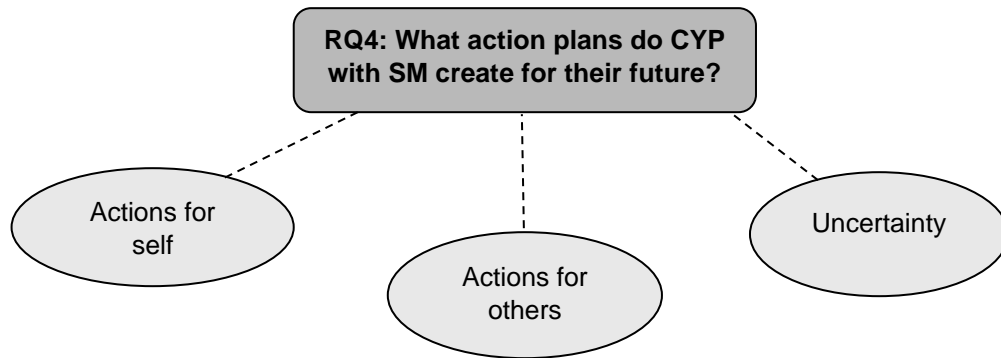 RQ4: What action plans do CYP
with SM create for their future?
Actions for
self
Actions for
others
Uncertainty